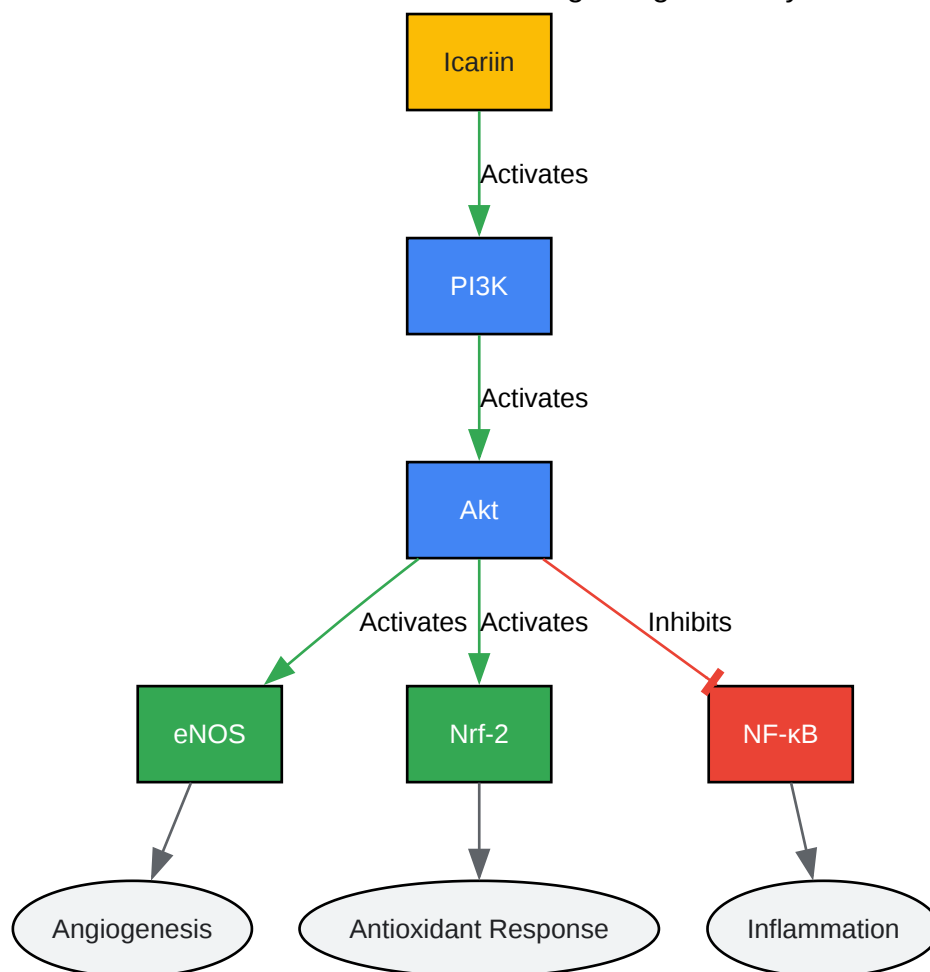 Icariin
Activates
PI3K
Activates
Akt
Activates
Activates
Inhibits
eNOS
Nrf-2
NF-κB
Angiogenesis
Antioxidant Response
Inflammation